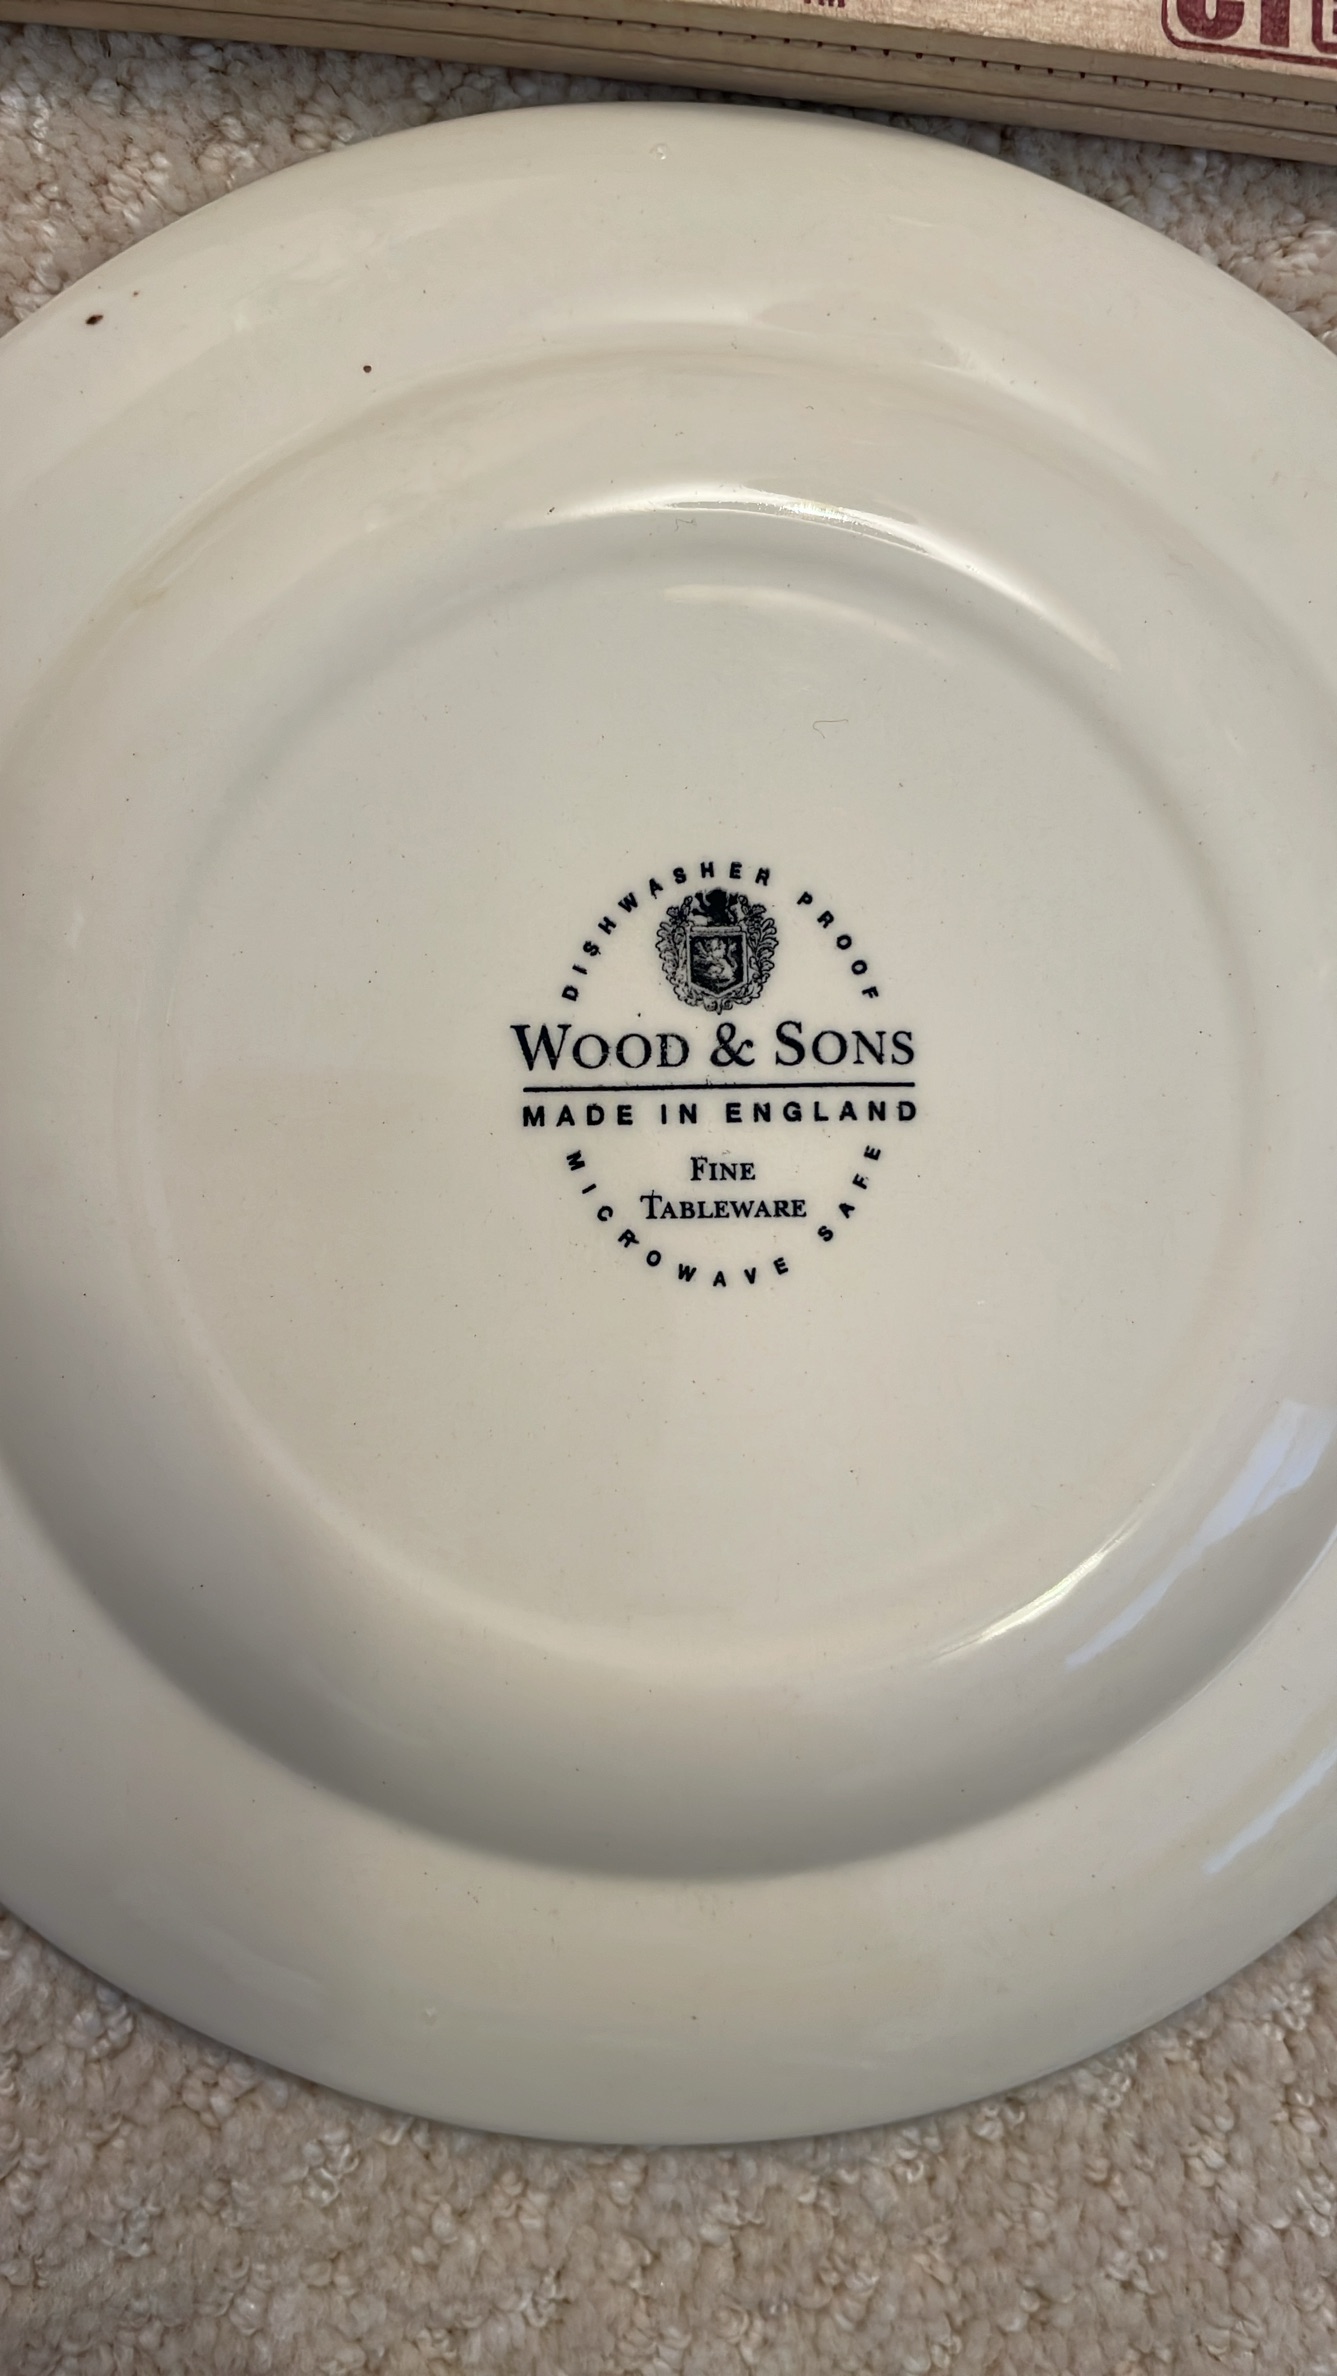 DISHWASHER PROOF
WOOD & SONS
MADE IN ENGLAND
FINE
TABLEWARE
MICROWAVE SAFE